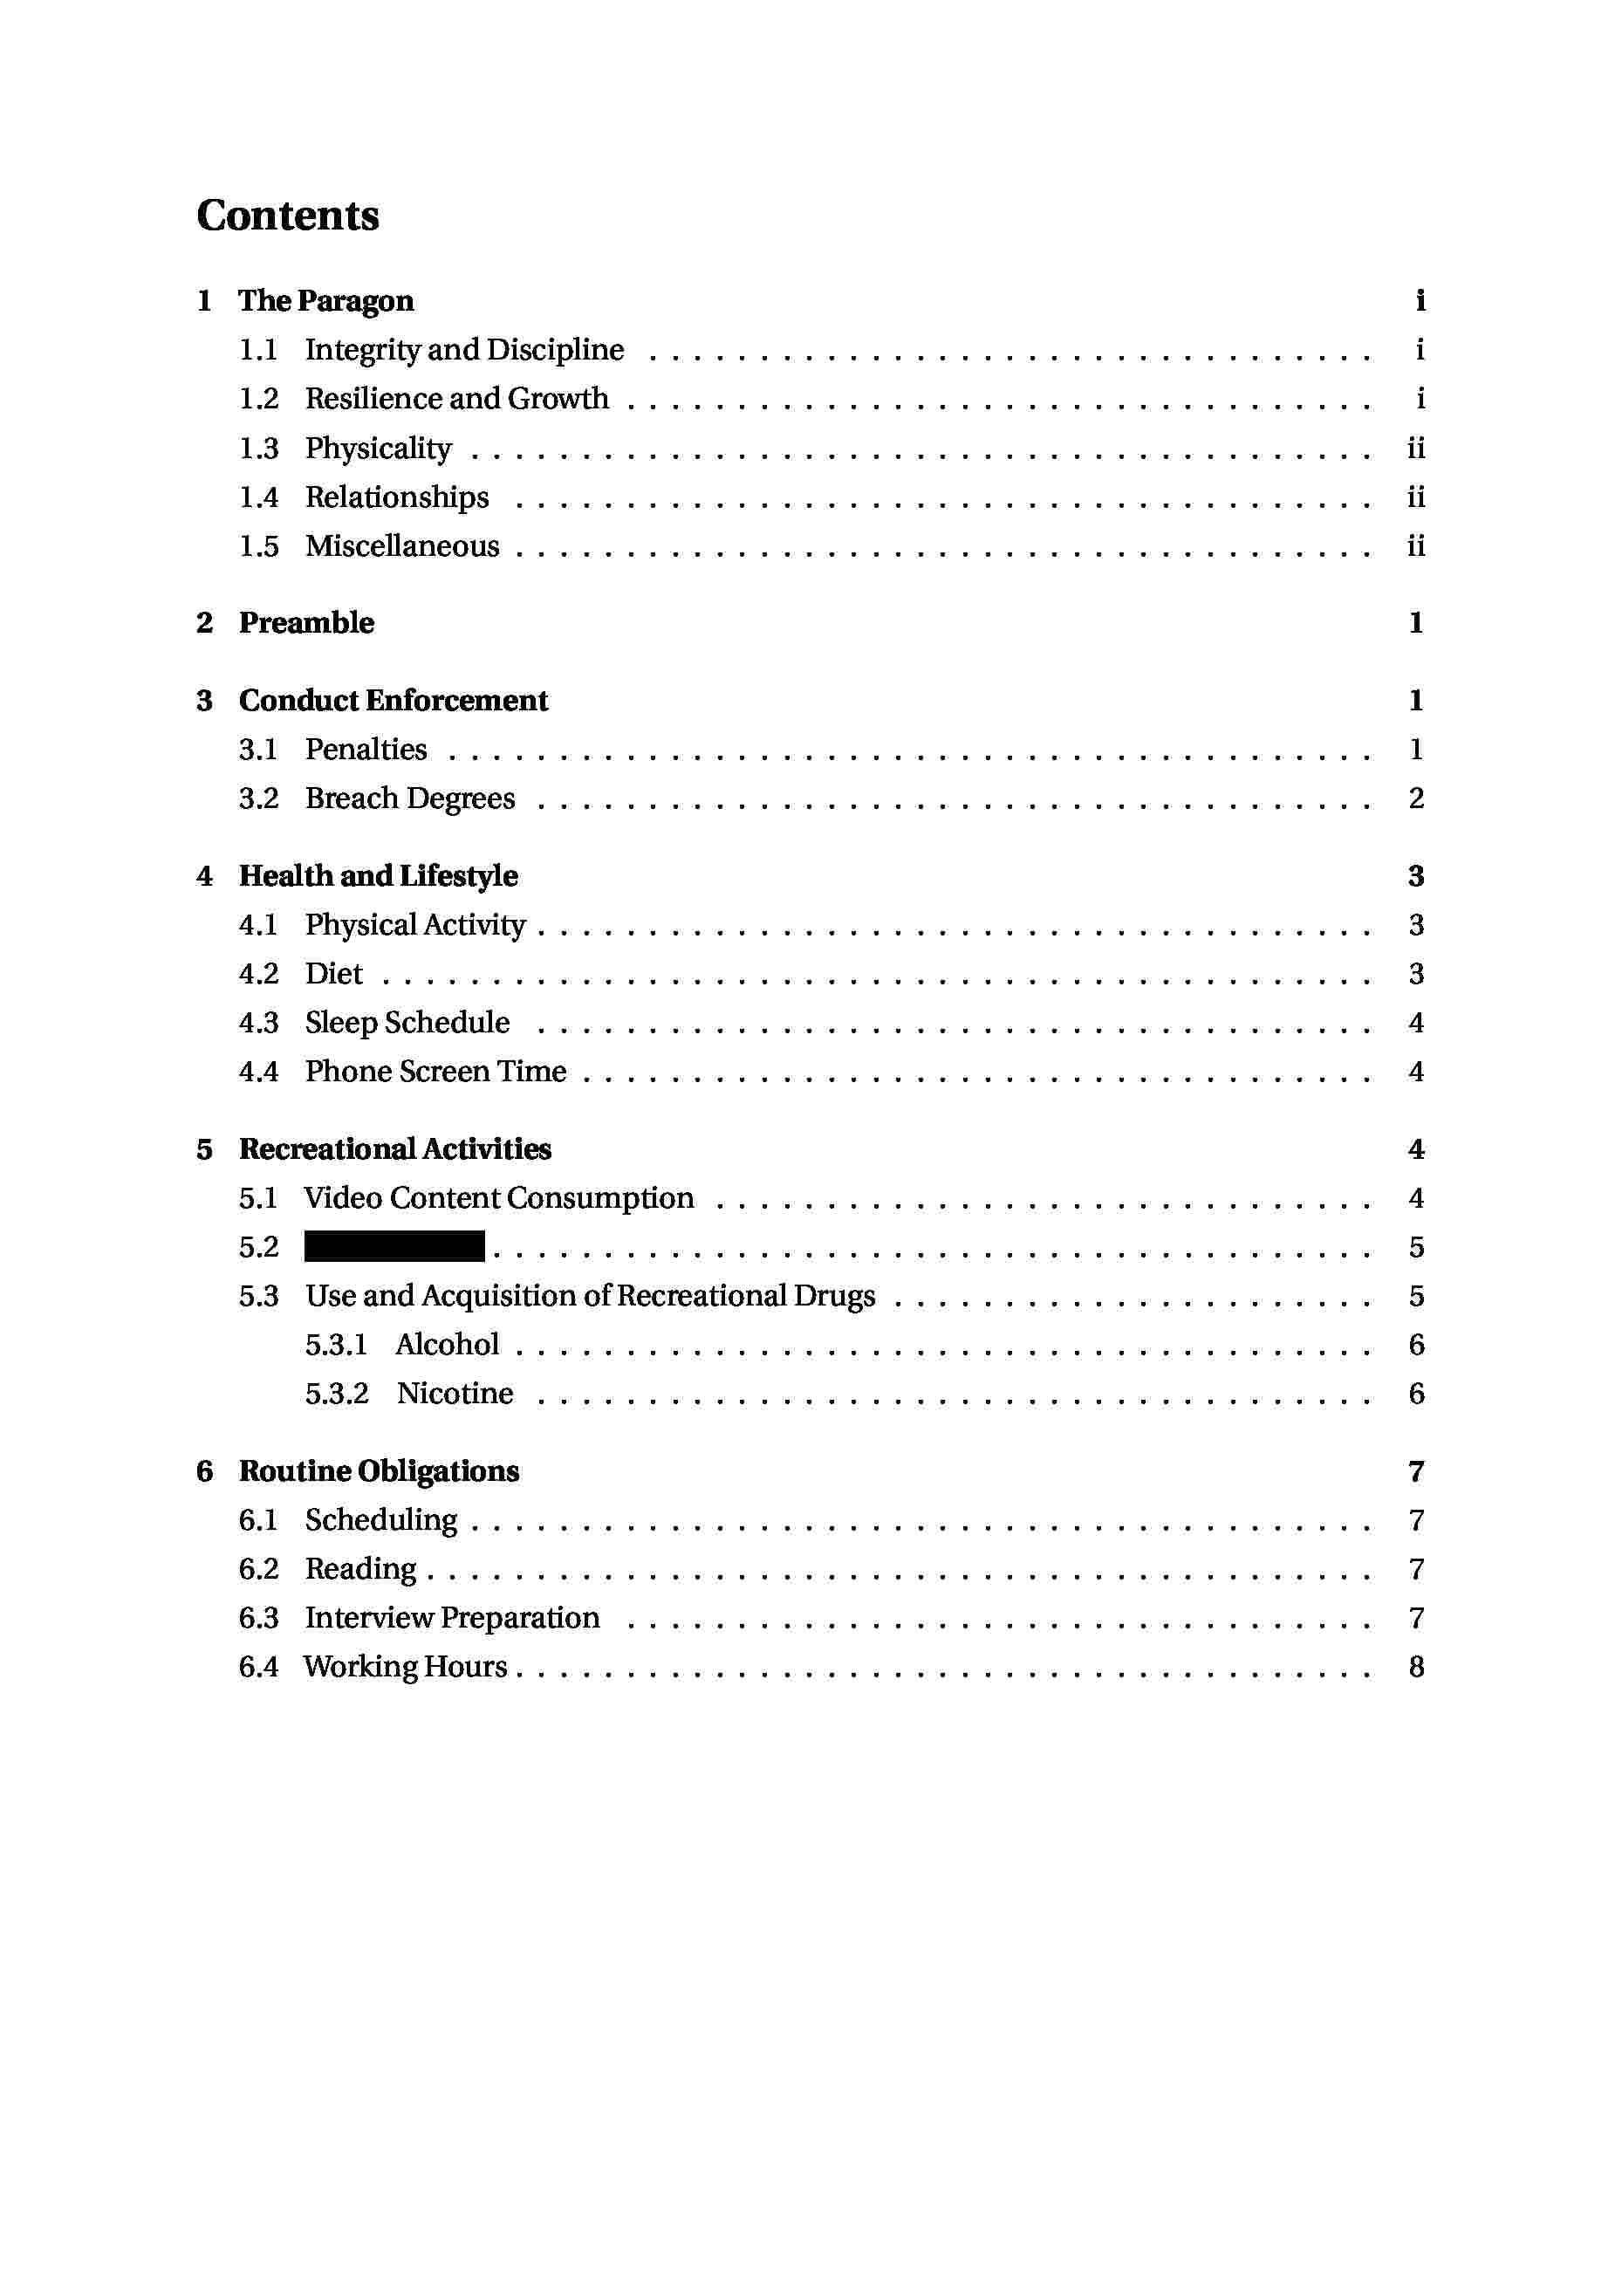 Contents
1 The Paragon i
1.1 Integrity and Discipline . . . . . . . . . . . . . . . . . . . . . . . . . . . . . . . . . i
1.2 Resilience and Growth . . . . . . . . . . . . . . . . . . . . . . . . . . . . . . . . . . i
1.3 Physicality . . . . . . . . . . . . . . . . . . . . . . . . . . . . . . . . . . . . . . . . . ii
1.4 Relationships . . . . . . . . . . . . . . . . . . . . . . . . . . . . . . . . . . . . . . . ii
1.5 Miscellaneous . . . . . . . . . . . . . . . . . . . . . . . . . . . . . . . . . . . . . . . ii
2 Preamble 1
3 Conduct Enforcement 1
3.1 Penalties . . . . . . . . . . . . . . . . . . . . . . . . . . . . . . . . . . . . . . . . . . 1
3.2 Breach Degrees . . . . . . . . . . . . . . . . . . . . . . . . . . . . . . . . . . . . . . 2
4 Health and Lifestyle 3
4.1 Physical Activity . . . . . . . . . . . . . . . . . . . . . . . . . . . . . . . . . . . . . . 3
4.2 Diet . . . . . . . . . . . . . . . . . . . . . . . . . . . . . . . . . . . . . . . . . . . . . 3
4.3 Sleep Schedule . . . . . . . . . . . . . . . . . . . . . . . . . . . . . . . . . . . . . . 4
4.4 Phone Screen Time . . . . . . . . . . . . . . . . . . . . . . . . . . . . . . . . . . . . 4
5 Recreational Activities 4
5.1 Video Content Consumption . . . . . . . . . . . . . . . . . . . . . . . . . . . . . . 4
5.2 . . . . . . . . . . . . . . . . . . . . . . . . . . . . . . . . . . . . . . . . 5
5.3 Use and Acquisition of Recreational Drugs . . . . . . . . . . . . . . . . . . . . . . 5
5.3.1 Alcohol . . . . . . . . . . . . . . . . . . . . . . . . . . . . . . . . . . . . . . . 6
5.3.2 Nicotine . . . . . . . . . . . . . . . . . . . . . . . . . . . . . . . . . . . . . . 6
6 Routine Obligations 7
6.1 Scheduling . . . . . . . . . . . . . . . . . . . . . . . . . . . . . . . . . . . . . . . . . 7
6.2 Reading . . . . . . . . . . . . . . . . . . . . . . . . . . . . . . . . . . . . . . . . . . . 7
6.3 Interview Preparation . . . . . . . . . . . . . . . . . . . . . . . . . . . . . . . . . . 7
6.4 Working Hours . . . . . . . . . . . . . . . . . . . . . . . . . . . . . . . . . . . . . . . 8